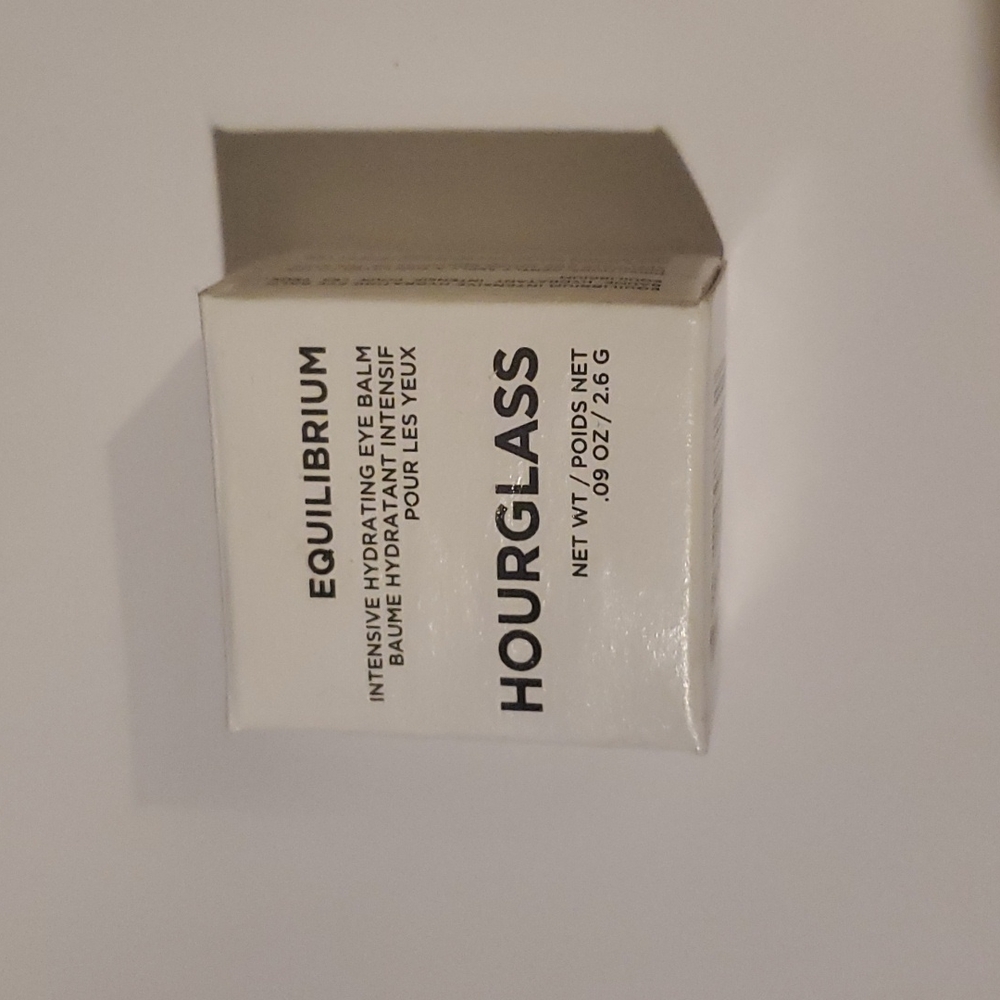 EQUILIBRIUM
INTENSIVE HYDRATING EYE BALM
BAUME HYDRATANT INTENSIF
POUR LES YEUX
HOURGLASS
NET WT / POIDS NET
.09 OZ / 2.6 G